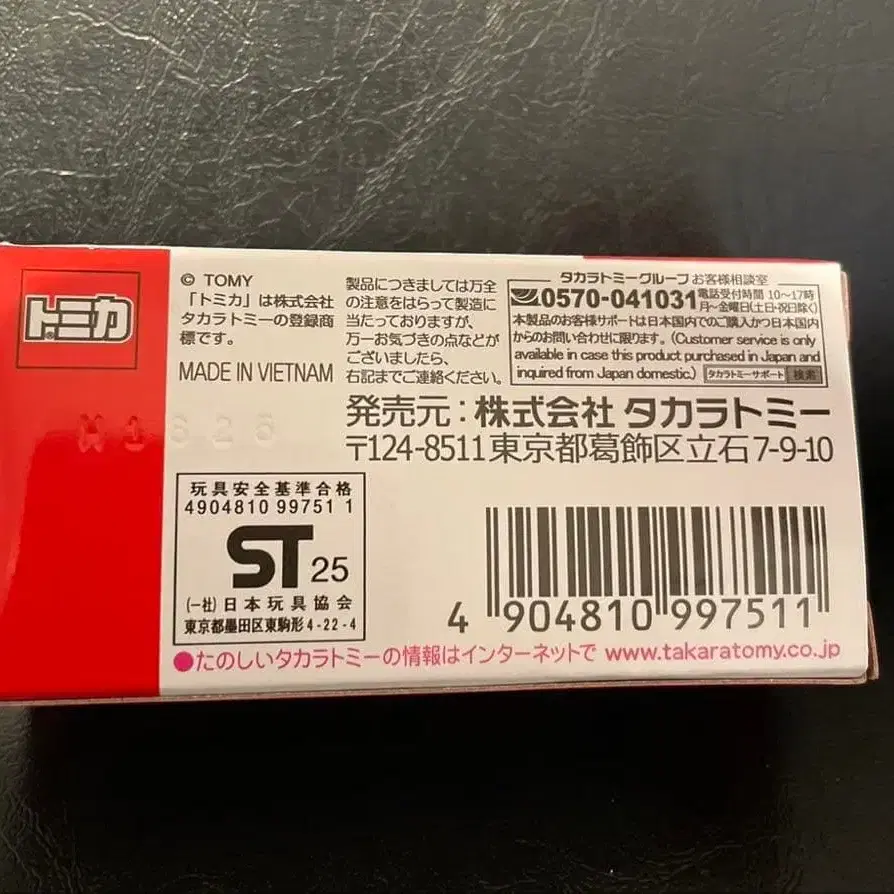 トミカ®
© TOMY
「トミカ」は株式会社
タカラトミーの登録商
標です。
MADE IN VIETNAM
製品につきましては万全
の注意をはらって製造に
当たっておりますが、
万一お気づきの点などが
ございましたら、
右記までご連絡ください。
タカラトミーグループ お客様相談室
0570-041031 電話受付時間 10~17時
月~金曜日(土日・祝日除く)
本製品のお客様サポートは日本国内でのご購入かつ日本国内
からのお問い合わせに限ります。(Customer service is only
available in case this product purchased in Japan and
inquired from Japan domestic.) タカラトミーサポート 検索
発売元:株式会社 タカラトミー
〒124-8511 東京都葛飾区立石 7-9-10
玩具安全基準合格
4904810 99751 1
ST 25
(一社)日本玩具協会
東京都墨田区東駒形 4-22-4
4 904810 997511
●たのしいタカラトミーの情報はインターネットで www.takaratomy.co.jp